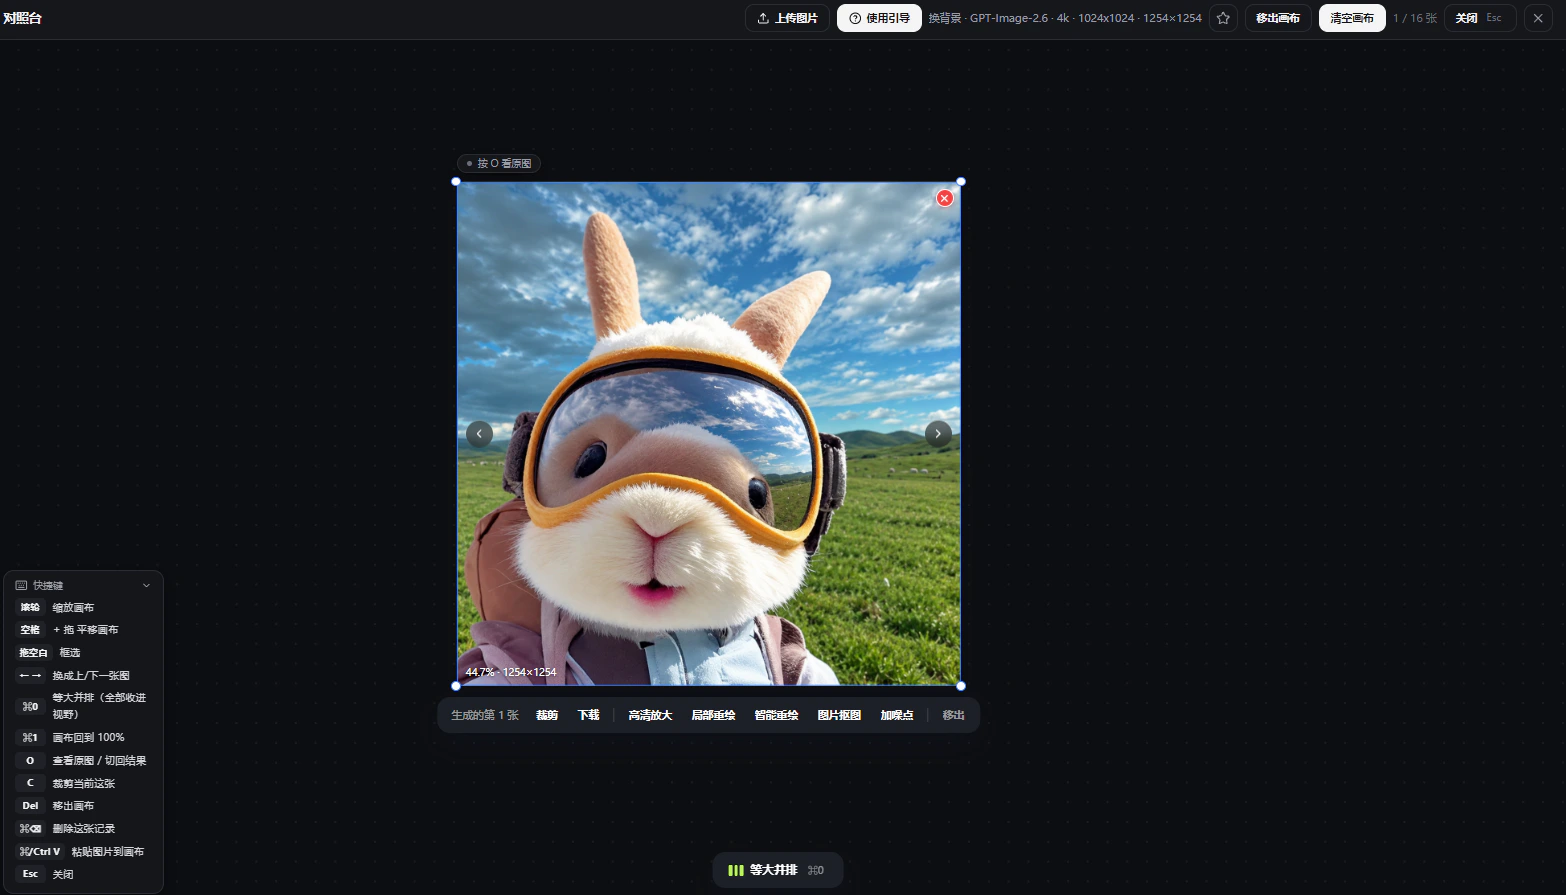 对照台
上传图片
使用引导
换背景 · GPT-Image-2.6 · 4k · 1024x1024 · 1254×1254
移出画布
清空画布
1 / 16 张
关闭 Esc
按 O 看原图
44.7% · 1254×1254
生成的第 1 张 裁剪 下载 高清放大 局部重绘 智能重绘 图片抠图 加噪点 移出
快捷键
滚轮 缩放画布
空格 + 拖 平移画布
拖空白 框选
←→ 换成上/下一张图
⌘0 等大并排（全部收进
视野）
⌘1 画布回到 100%
O 查看原图 / 切回结果
C 裁剪当前这张
Del 移出画布
⌘⌫ 删除这张记录
⌘/Ctrl V 粘贴图片到画布
Esc 关闭
等大并排 ⌘0